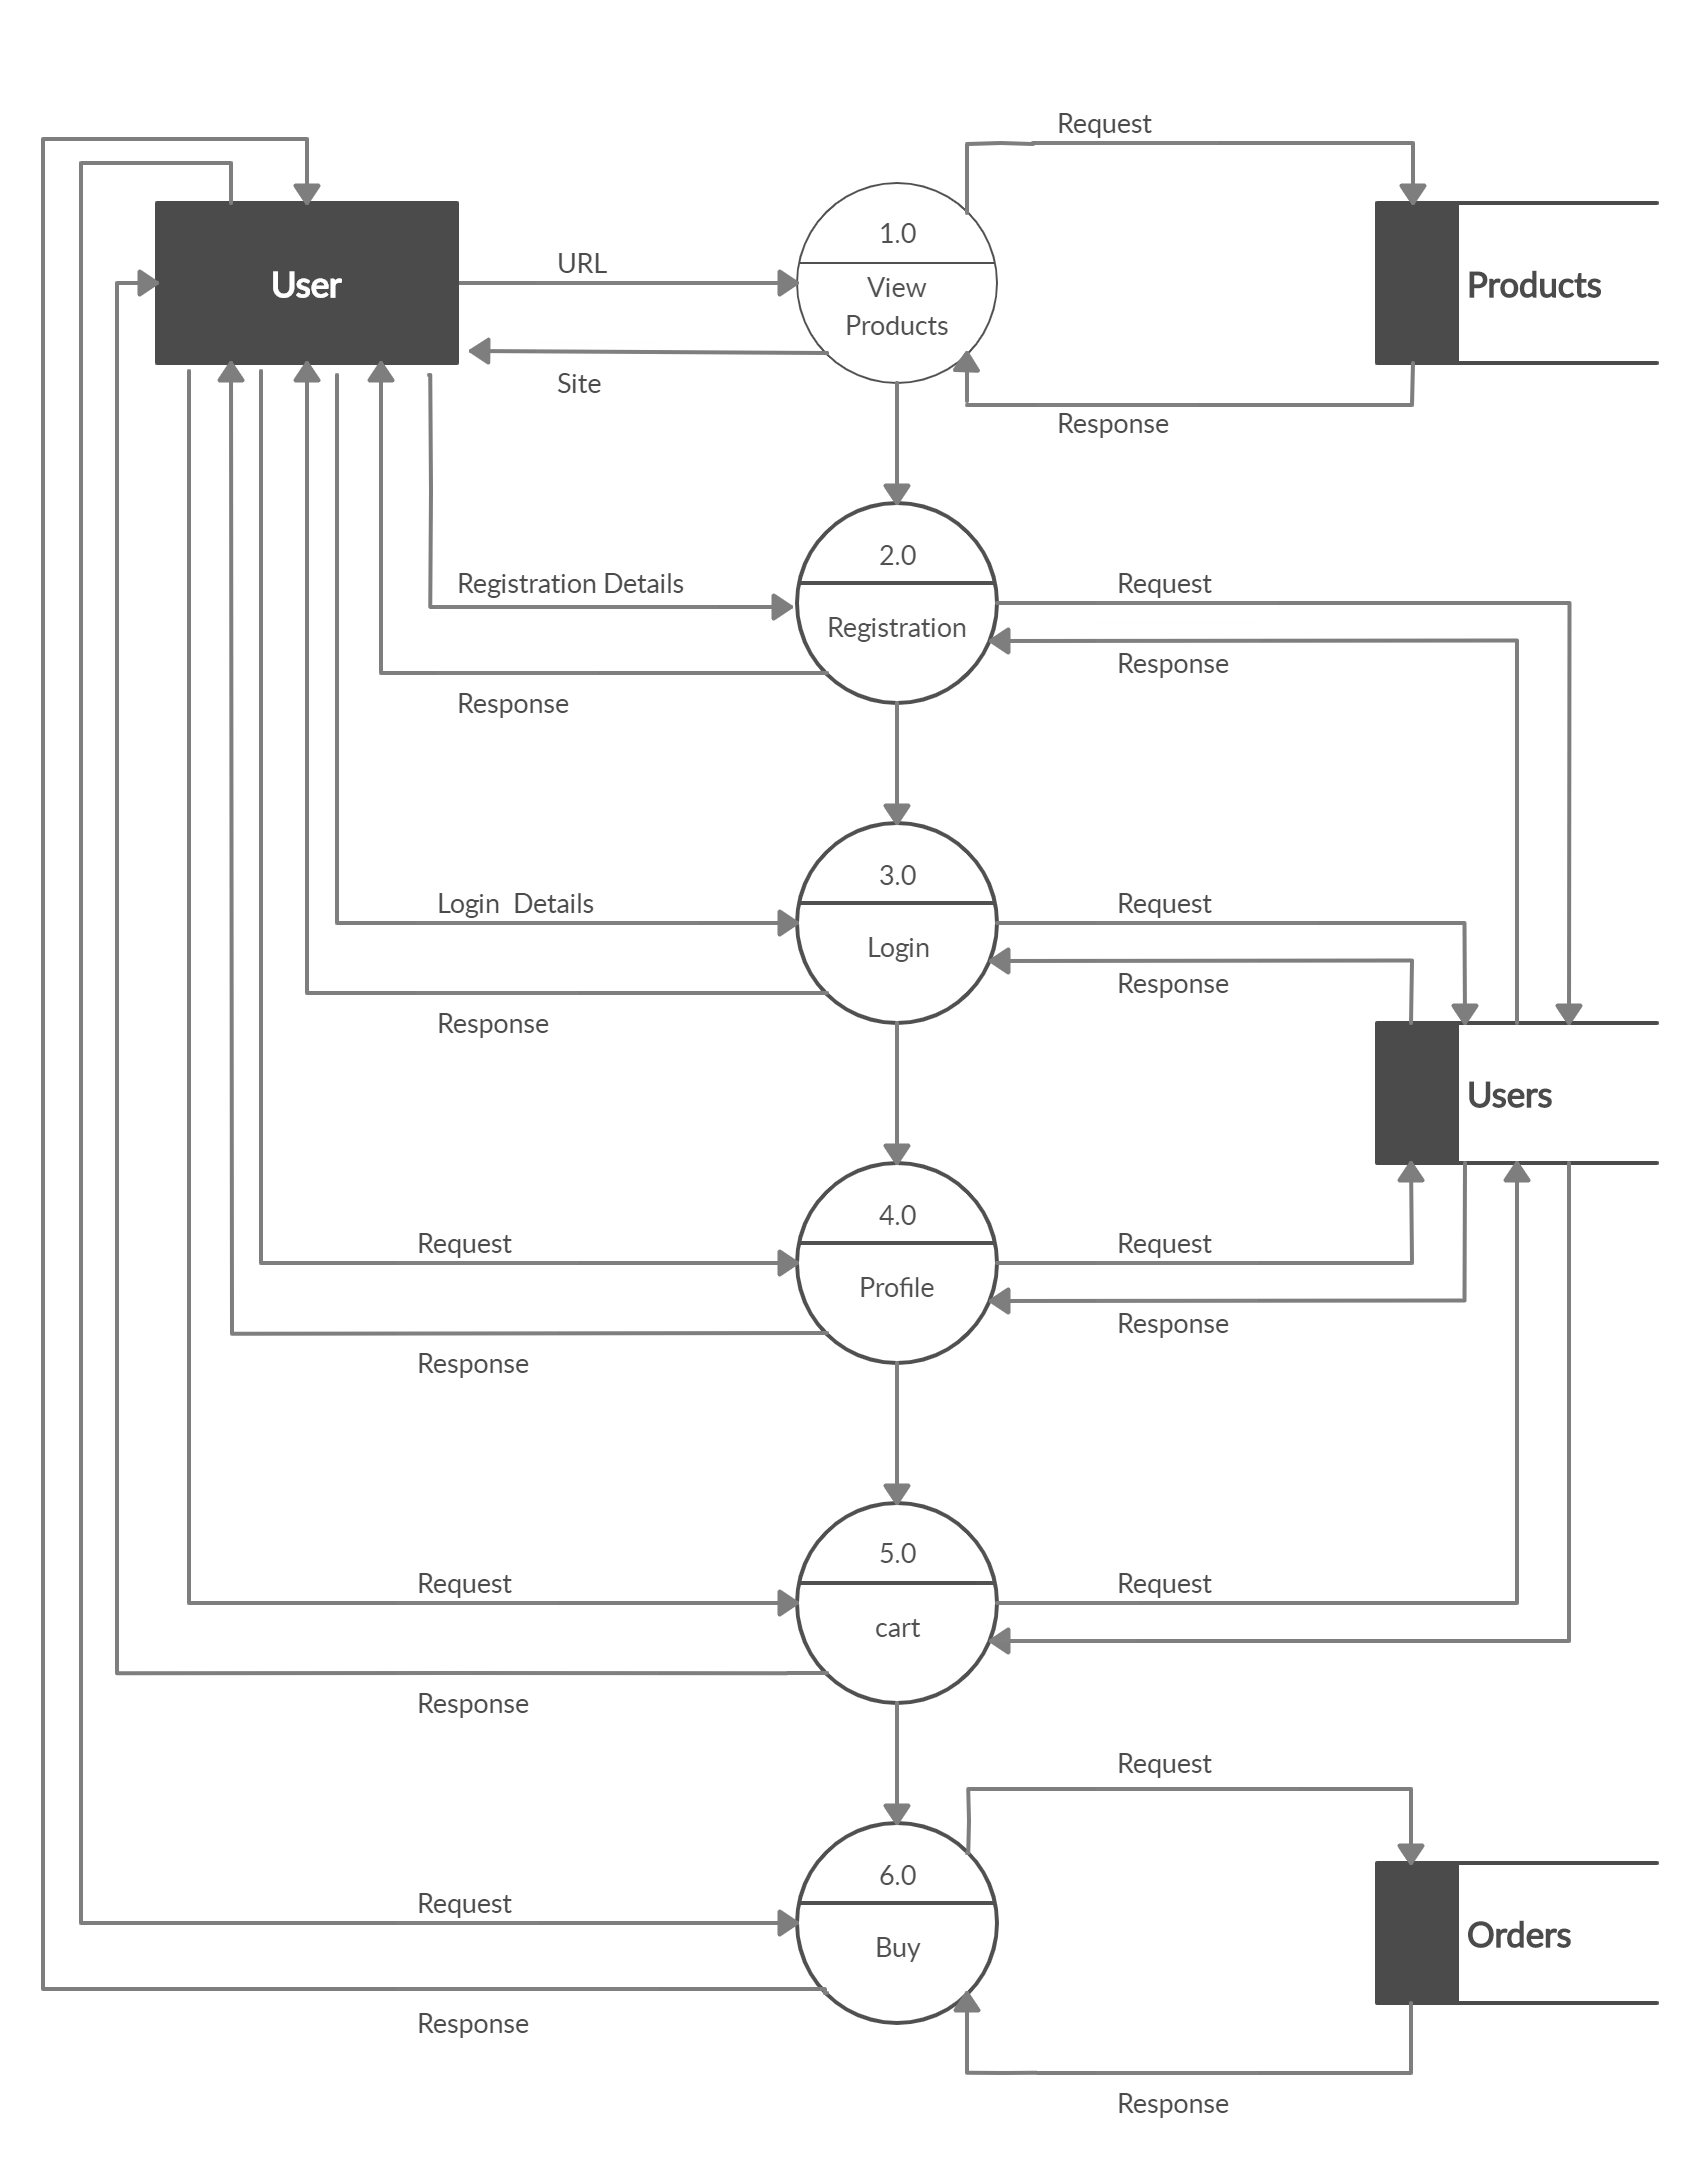 Request
1.0
User
URL
View
Products
Products
Site
Response
2.0
Registration Details
Request
Registration
Response
Response
3.0
Login  Details
Request
Login
Response
Response
Users
4.0
Request
Request
Profile
Response
Response
5.0
Request
Request
cart
Response
Request
6.0
Request
Orders
Buy
Response
Response